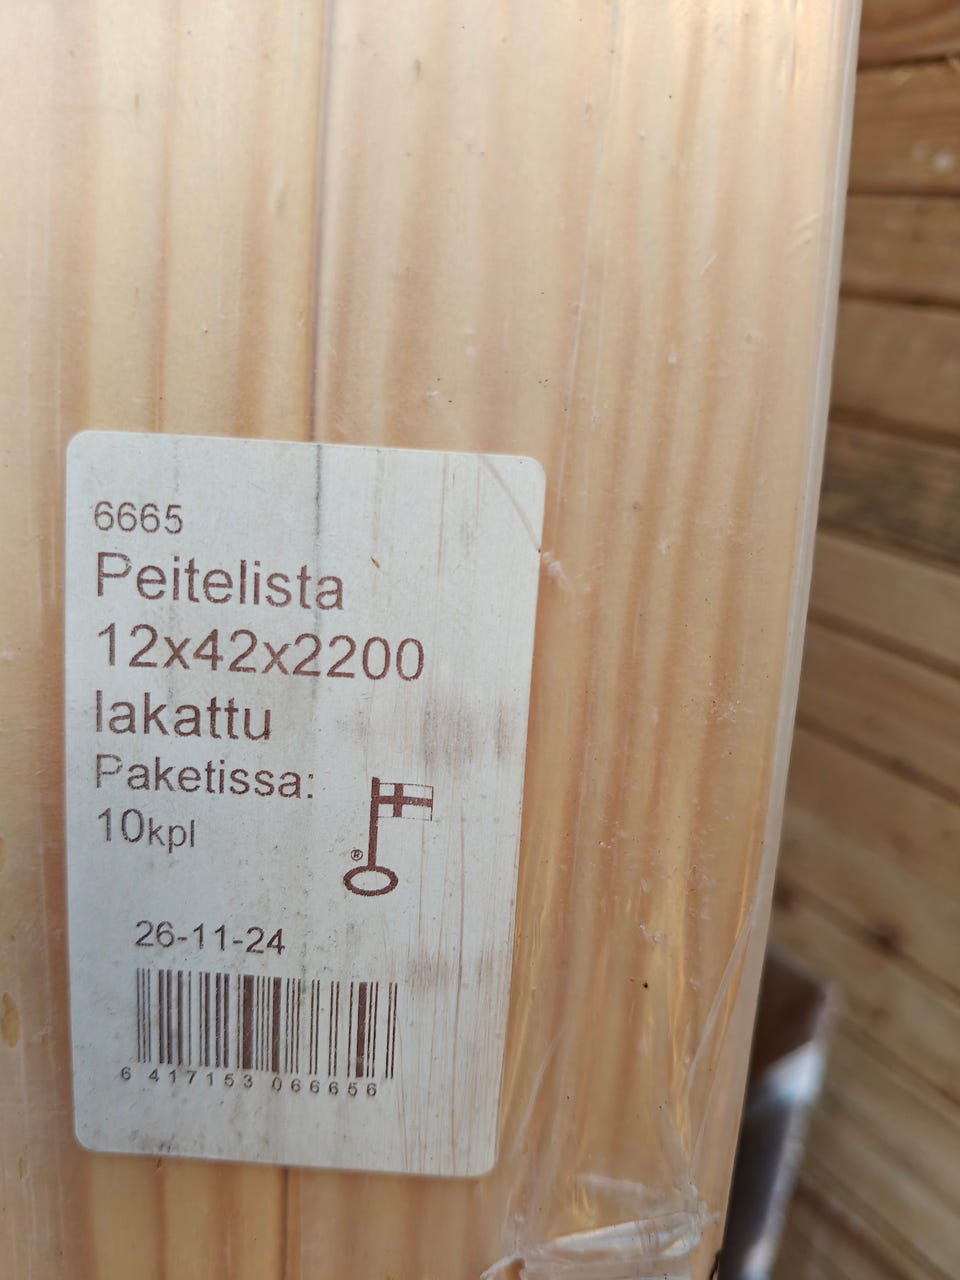 6665
Peitelista
12x42x2200
lakattu
Paketissa:
10kpl
®
26-11-24
6 417153 066656